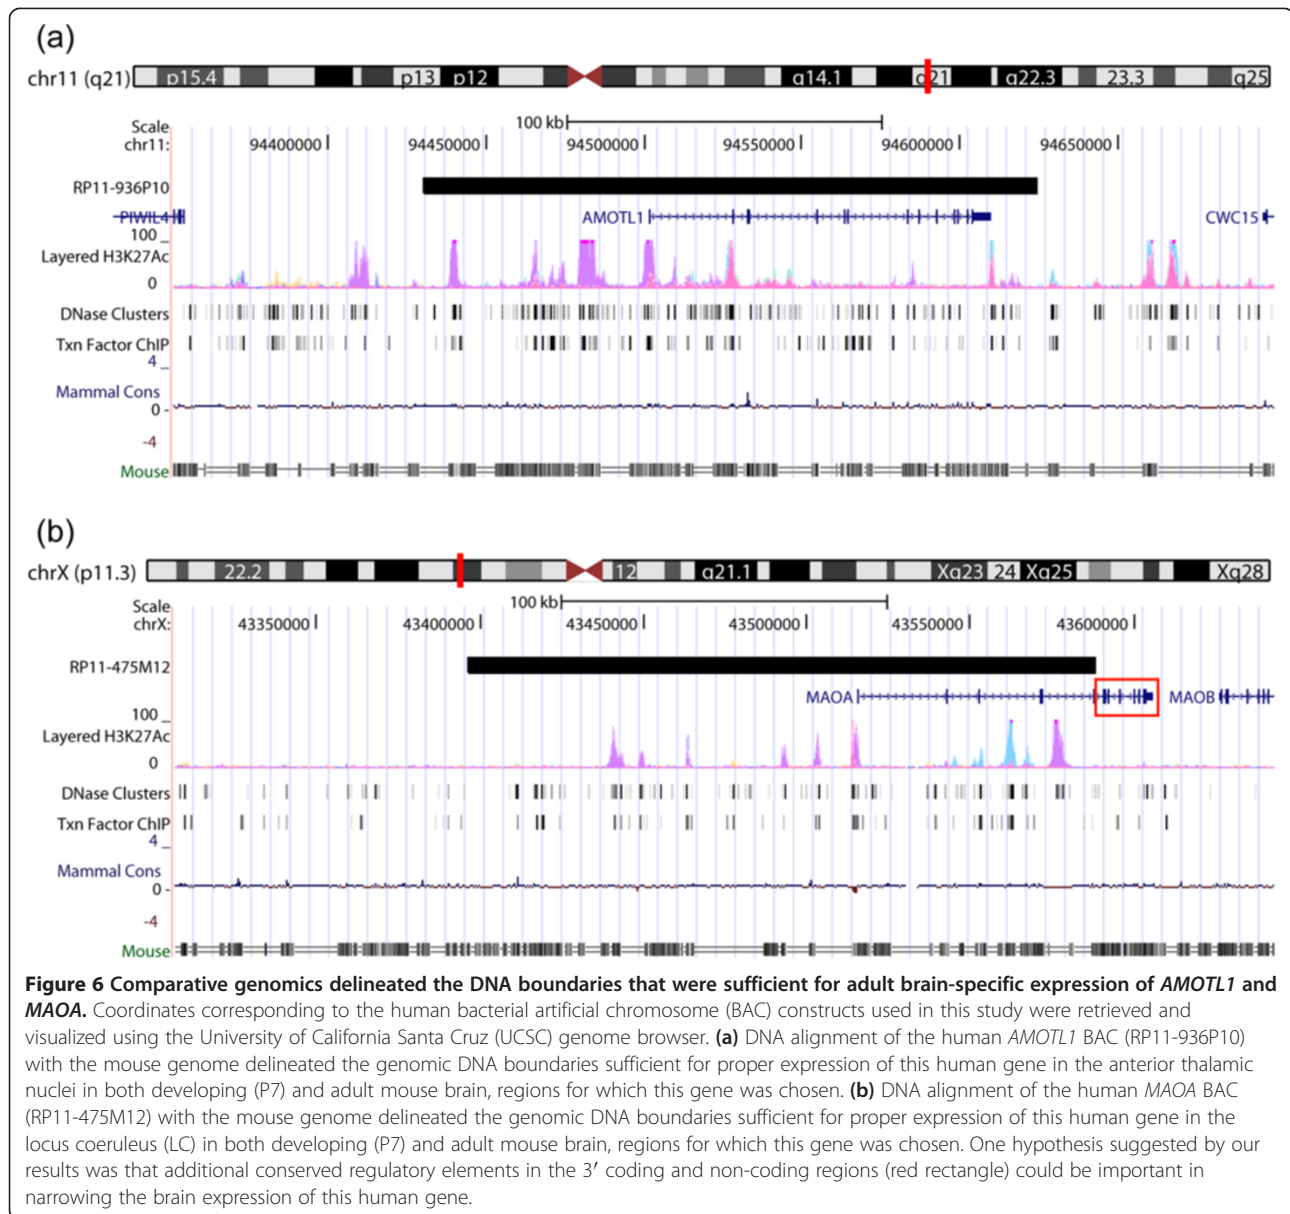 (a)
chr11 (q21) p15.4 p13 p12 q14.1 q21 q22.3 23.3 q25
Scale 100 kb
chr11: 94400000 94450000 94500000 94550000 94600000 94650000
RP11-936P10
PIWIL4 AMOTL1 CWC15
100 _
Layered H3K27Ac
0
DNase Clusters
Txn Factor ChIP
4 _
Mammal Cons
0 -
-4
Mouse
(b)
chrX (p11.3) 22.2 12 q21.1 Xq23 24 Xq25 Xq28
Scale 100 kb
chrX: 43350000 43400000 43450000 43500000 43550000 43600000
RP11-475M12
MAOA MAOB
100 _
Layered H3K27Ac
0
DNase Clusters
Txn Factor ChIP
4 _
Mammal Cons
0 -
-4
Mouse
Figure 6 Comparative genomics delineated the DNA boundaries that were sufficient for adult brain-specific expression of AMOTL1 and
MAOA. Coordinates corresponding to the human bacterial artificial chromosome (BAC) constructs used in this study were retrieved and
visualized using the University of California Santa Cruz (UCSC) genome browser. (a) DNA alignment of the human AMOTL1 BAC (RP11-936P10)
with the mouse genome delineated the genomic DNA boundaries sufficient for proper expression of this human gene in the anterior thalamic
nuclei in both developing (P7) and adult mouse brain, regions for which this gene was chosen. (b) DNA alignment of the human MAOA BAC
(RP11-475M12) with the mouse genome delineated the genomic DNA boundaries sufficient for proper expression of this human gene in the
locus coeruleus (LC) in both developing (P7) and adult mouse brain, regions for which this gene was chosen. One hypothesis suggested by our
results was that additional conserved regulatory elements in the 3′ coding and non-coding regions (red rectangle) could be important in
narrowing the brain expression of this human gene.